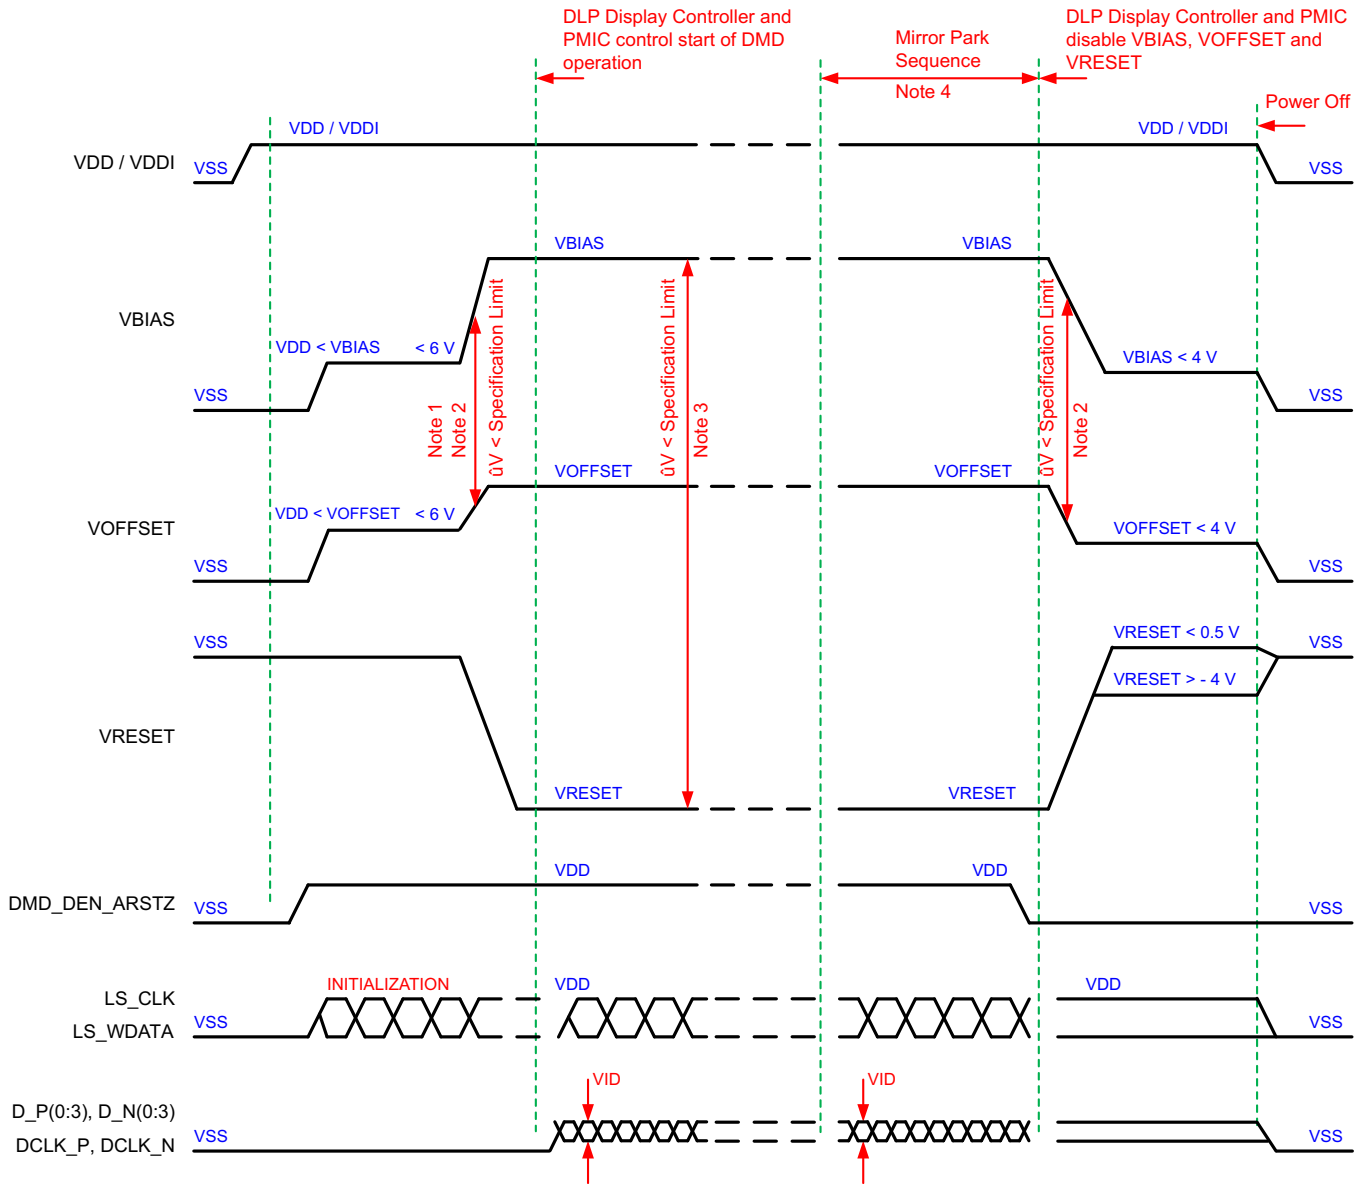 DLP Display Controller and
PMIC control start of DMD
operation
Mirror Park
Sequence
Note 4
DLP Display Controller and PMIC
disable VBIAS, VOFFSET and
VRESET
Power Off
VDD / VDDI
VSS
VDD / VDDI
VDD / VDDI
VSS
VBIAS
VSS
VDD < VBIAS
< 6 V
VBIAS
VBIAS
VBIAS < 4 V
VSS
Note 1
Note 2
ûV < Specification Limit
ûV < Specification Limit
Note 3
ûV < Specification Limit
Note 2
VOFFSET
VSS
VDD < VOFFSET
< 6 V
VOFFSET
VOFFSET
VOFFSET < 4 V
VSS
VRESET
VSS
VRESET
VRESET
VRESET < 0.5 V
VRESET > - 4 V
VSS
DMD_DEN_ARSTZ
VSS
VDD
VDD
VSS
LS_CLK
LS_WDATA
VSS
INITIALIZATION
VDD
VDD
VSS
D_P(0:3), D_N(0:3)
DCLK_P, DCLK_N
VSS
VID
VID
VSS